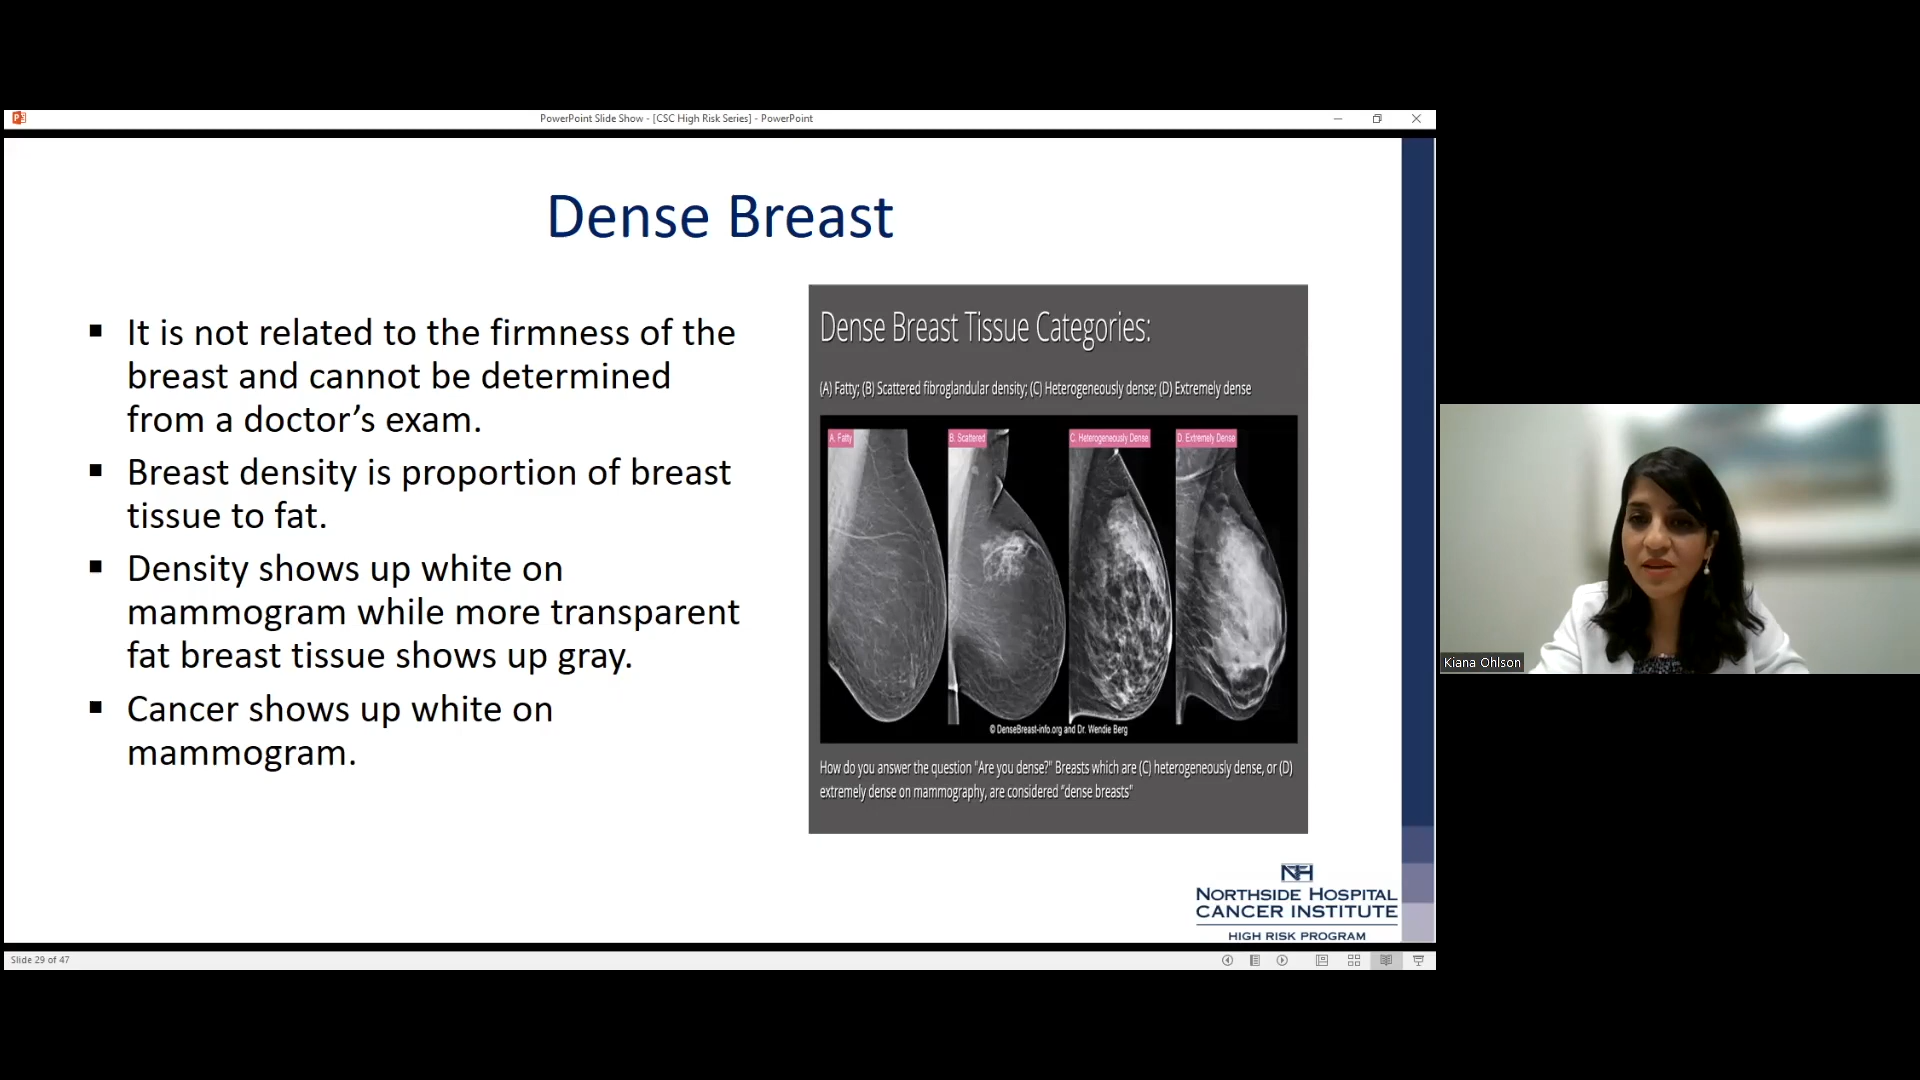 PowerPoint Slide Show - [CSC High Risk Series] - PowerPoint
Dense Breast
▪ It is not related to the firmness of the
breast and cannot be determined
from a doctor’s exam.
▪ Breast density is proportion of breast
tissue to fat.
▪ Density shows up white on
mammogram while more transparent
fat breast tissue shows up gray.
▪ Cancer shows up white on
mammogram.
Dense Breast Tissue Categories:
(A) Fatty; (B) Scattered fibroglandular density; (C) Heterogeneously dense; (D) Extremely dense
A. Fatty
B. Scattered
C. Heterogeneously Dense
D. Extremely Dense
© DenseBreast-info.org and Dr. Wendie Berg
How do you answer the question "Are you dense?" Breasts which are (C) heterogeneously dense, or (D)
extremely dense on mammography, are considered "dense breasts"
NH
NORTHSIDE HOSPITAL
CANCER INSTITUTE
HIGH RISK PROGRAM
Slide 29 of 47
Kiana Ohlson